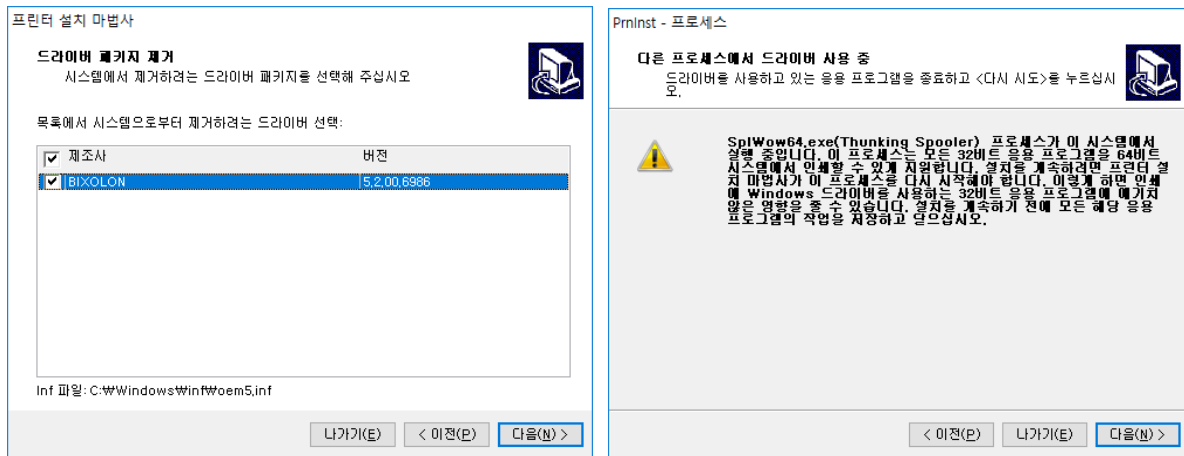 프린터 설치 마법사
드라이버 패키지 제거
시스템에서 제거하려는 드라이버 패키지를 선택해 주십시오
목록에서 시스템으로부터 제거하려는 드라이버 선택:
제조사 버전
BIXOLON 5,2,00,6986
Inf 파일: C:₩Windows₩inf₩oem5,inf
나가기(E) < 이전(P) 다음(N) >
PrnInst - 프로세스
다른 프로세스에서 드라이버 사용 중
드라이버를 사용하고 있는 응용 프로그램을 종료하고 <다시 시도>를 누르십시
오.
SplWow64,exe(Thunking Spooler) 프로세스가 이 시스템에서
실행 중입니다. 이 프로세스는 모든 32비트 응용 프로그램을 64비트
시스템에서 인쇄할 수 있게 지원합니다. 설치를 계속하려면 프린터 설
치 마법사가 이 프로세스를 다시 시작해야 합니다. 이렇게 하면 인쇄
에 Windows 드라이버를 사용하는 32비트 응용 프로그램에 예기치
않은 영향을 줄 수 있습니다. 설치를 계속하기 전에 모든 해당 응용
프로그램의 작업을 저장하고 닫으십시오.
< 이전(P) 나가기(E) 다음(N) >